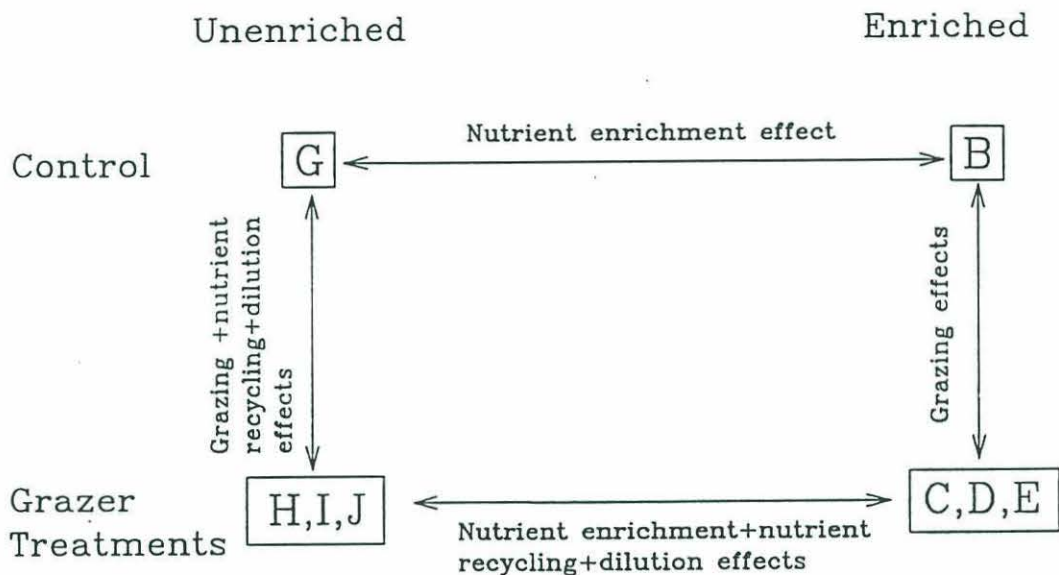 Unenriched
Enriched
Nutrient enrichment effect
Control
G
B
Grazing +nutrient
recycling+dilution
effects
Grazing effects
Grazer
Treatments
H,I,J
C,D,E
Nutrient enrichment+nutrient
recycling+dilution effects